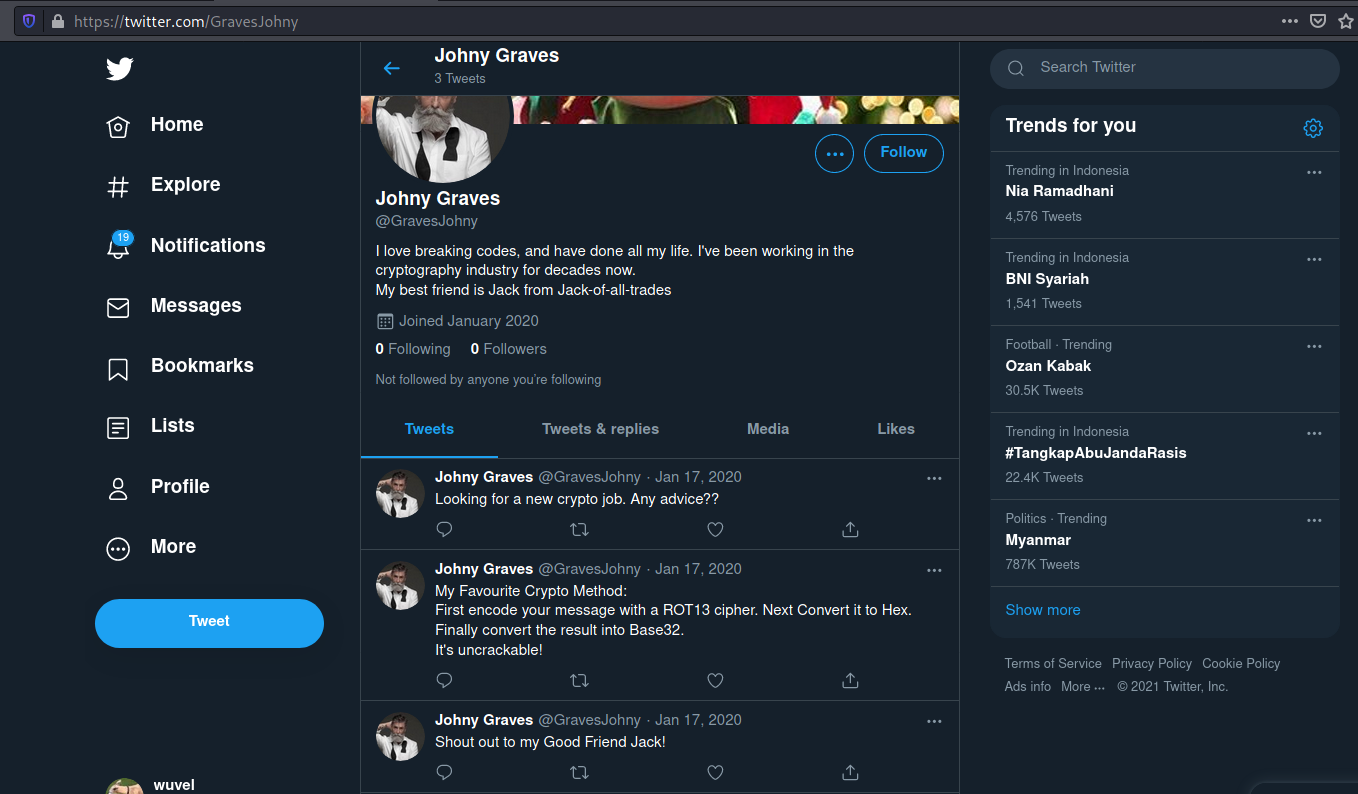 https://twitter.com/GravesJohny
Home
Explore
19
Notifications
Messages
Bookmarks
Lists
Profile
More
Tweet
wuvel
Johny Graves
3 Tweets
Follow
Johny Graves
@GravesJohny
I love breaking codes, and have done all my life. I've been working in the
cryptography industry for decades now.
My best friend is Jack from Jack-of-all-trades
Joined January 2020
0 Following 0 Followers
Not followed by anyone you're following
Tweets Tweets & replies Media Likes
Johny Graves @GravesJohny · Jan 17, 2020
Looking for a new crypto job. Any advice??
Johny Graves @GravesJohny · Jan 17, 2020
My Favourite Crypto Method:
First encode your message with a ROT13 cipher. Next Convert it to Hex.
Finally convert the result into Base32.
It's uncrackable!
Johny Graves @GravesJohny · Jan 17, 2020
Shout out to my Good Friend Jack!
Search Twitter
Trends for you
Trending in Indonesia
Nia Ramadhani
4,576 Tweets
Trending in Indonesia
BNI Syariah
1,541 Tweets
Football · Trending
Ozan Kabak
30.5K Tweets
Trending in Indonesia
#TangkapAbuJandaRasis
22.4K Tweets
Politics · Trending
Myanmar
787K Tweets
Show more
Terms of Service Privacy Policy Cookie Policy
Ads info More ··· © 2021 Twitter, Inc.